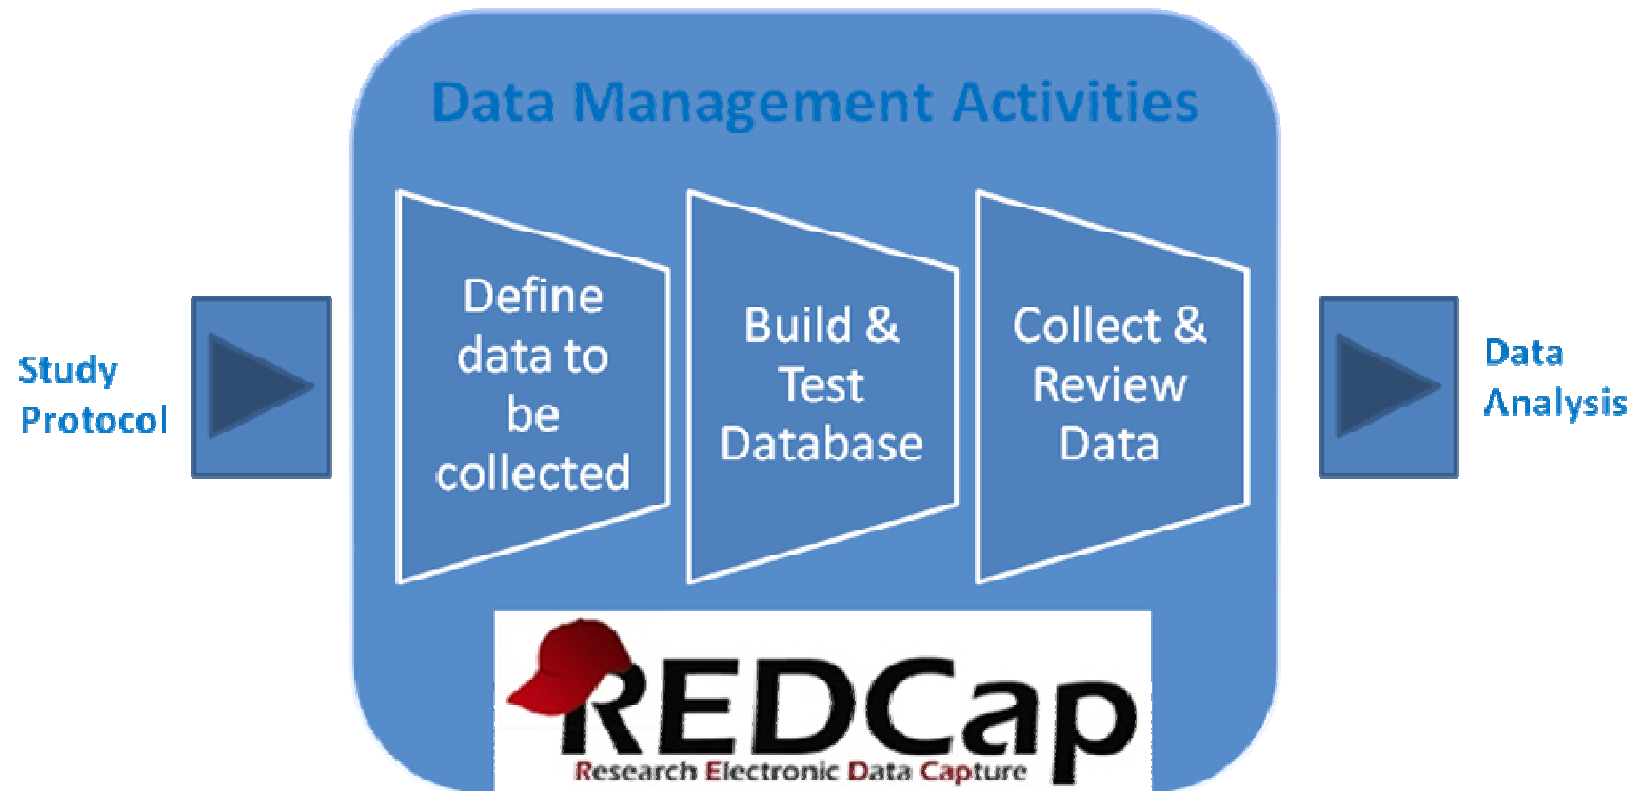 Data Management Activities
Study
Protocol
Define
data to
be
collected
Build &
Test
Database
Collect &
Review
Data
Data
Analysis
REDCap
Research Electronic Data Capture